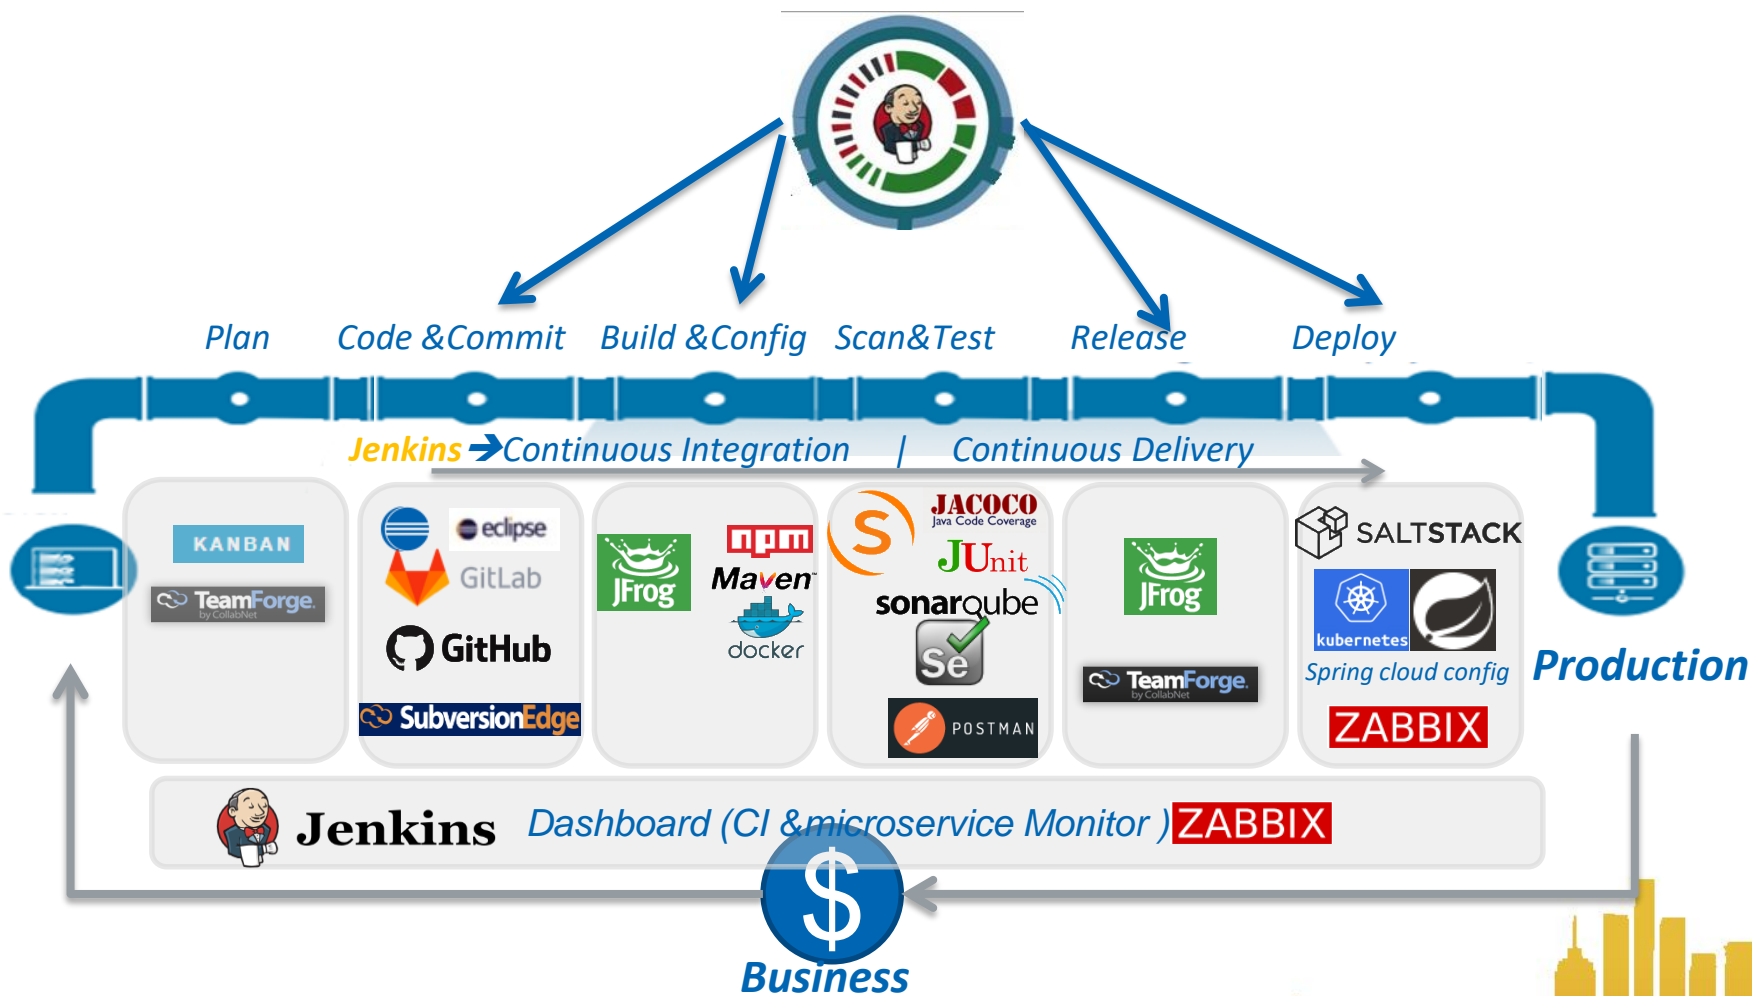 Plan
Code &Commit
Build &Config
Scan&Test
Release
Deploy
Jenkins➔Continuous Integration | Continuous Delivery
KANBAN
TeamForge.
by CollabNet
eclipse
GitLab
GitHub
SubversionEdge
JFrog
npm
Maven
docker
S
JACOCO
Java Code Coverage
JUnit
sonarqube
Se
POSTMAN
JFrog
TeamForge.
by CollabNet
SALTSTACK
kubernetes
Spring cloud config
ZABBIX
Production
Jenkins
Dashboard (CI &microservice Monitor )
ZABBIX
$
Business